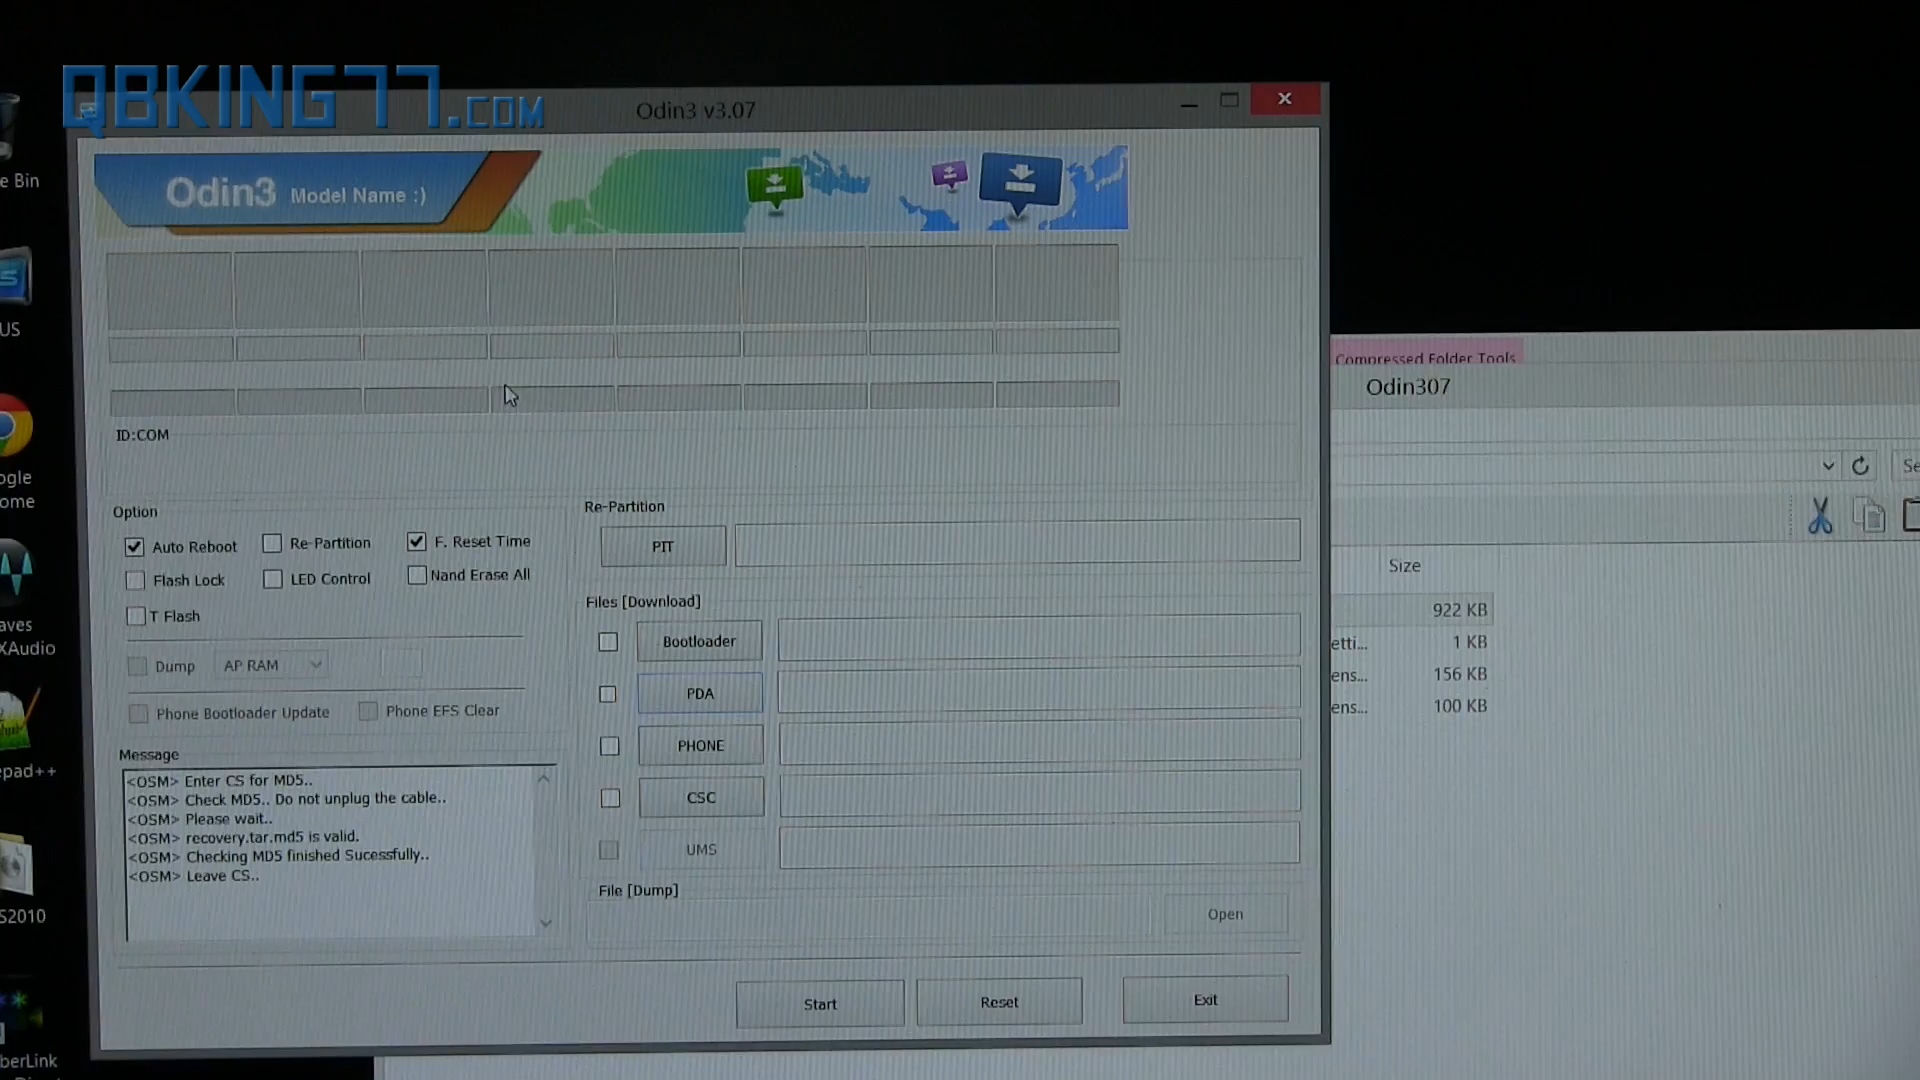 QBKING77.COM
Odin3 v3.07
Odin3 Model Name :)
e Bin
US
ID:COM
Compressed Folder Tools
Odin307
ogle
ome
Option
Auto Reboot
Re-Partition
F. Reset Time
Flash Lock
LED Control
Nand Erase All
T Flash
Dump
AP RAM
Phone Bootloader Update
Phone EFS Clear
Re-Partition
PIT
Files [Download]
Bootloader
PDA
PHONE
CSC
UMS
File [Dump]
Open
Se
Size
922 KB
etti... 1 KB
ens... 156 KB
ens... 100 KB
aves
XAudio
epad++
S2010
berLink
Message
<OSM> Enter CS for MD5..
<OSM> Check MD5.. Do not unplug the cable..
<OSM> Please wait..
<OSM> recovery.tar.md5 is valid.
<OSM> Checking MD5 finished Sucessfully..
<OSM> Leave CS..
Start
Reset
Exit